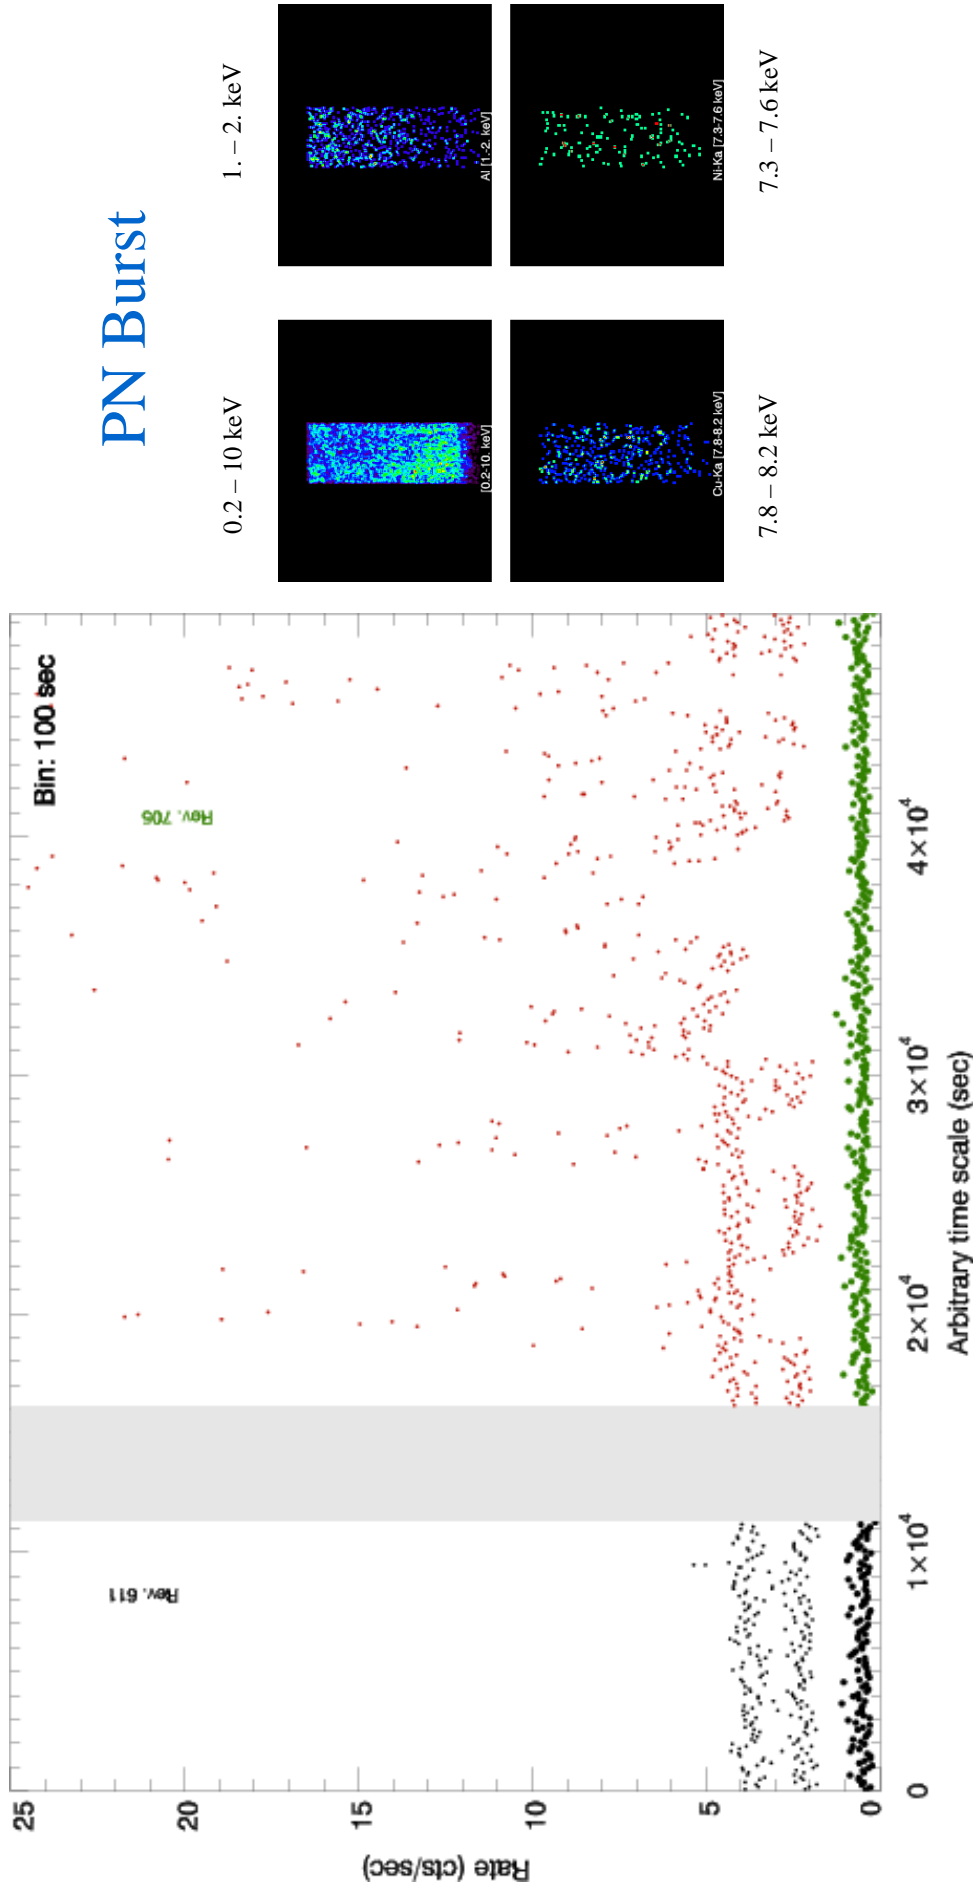 PN Burst
0.2 – 10 keV
1. – 2. keV
[0.2-10. keV]
Al [1.-2. keV]
Cu-Ka [7.8-8.2 keV]
Ni-Ka [7.3-7.6 keV]
7.8 – 8.2 keV
7.3 – 7.6 keV
Bin: 100 sec
Rev. 611
Rev. 705
25
20
15
10
5
0
Rate (cts/sec)
0
1×10⁴
2×10⁴
3×10⁴
4×10⁴
Arbitrary time scale (sec)